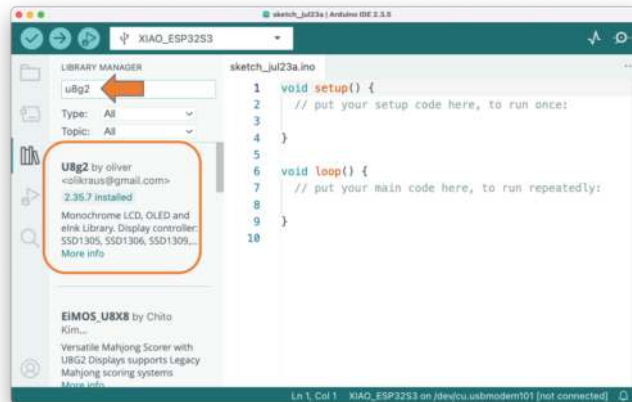 sketch_jul23a | Arduino IDE 2.3.5
XIAO_ESP32S3
LIBRARY MANAGER
u8g2
Type: All
Topic: All
U8g2 by oliver
<olikraus@gmail.com>
2.35.7 installed
Monochrome LCD, OLED and
eInk Library. Display controller:
SSD1305, SSD1306, SSD1309,...
More info
EiMOS_U8X8 by Chito
Kim...
Versatile Mahjong Scorer with
U8G2 Displays supports Legacy
Mahjong scoring systems
More info
sketch_jul23a.ino
1 void setup() {
2 // put your setup code here, to run once:
3
4 }
5
6 void loop() {
7 // put your main code here, to run repeatedly:
8
9 }
10
Ln 1, Col 1 XIAO_ESP32S3 on /dev/cu.usbmodem101 [not connected]